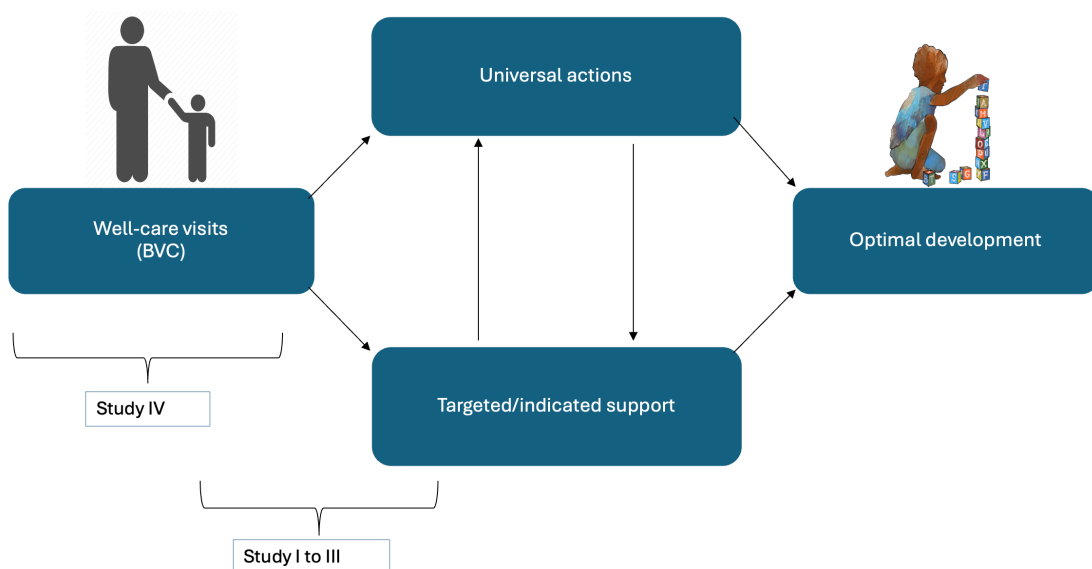 Universal actions
Well-care visits
(BVC)
Optimal development
Targeted/indicated support
Study IV
Study I to III